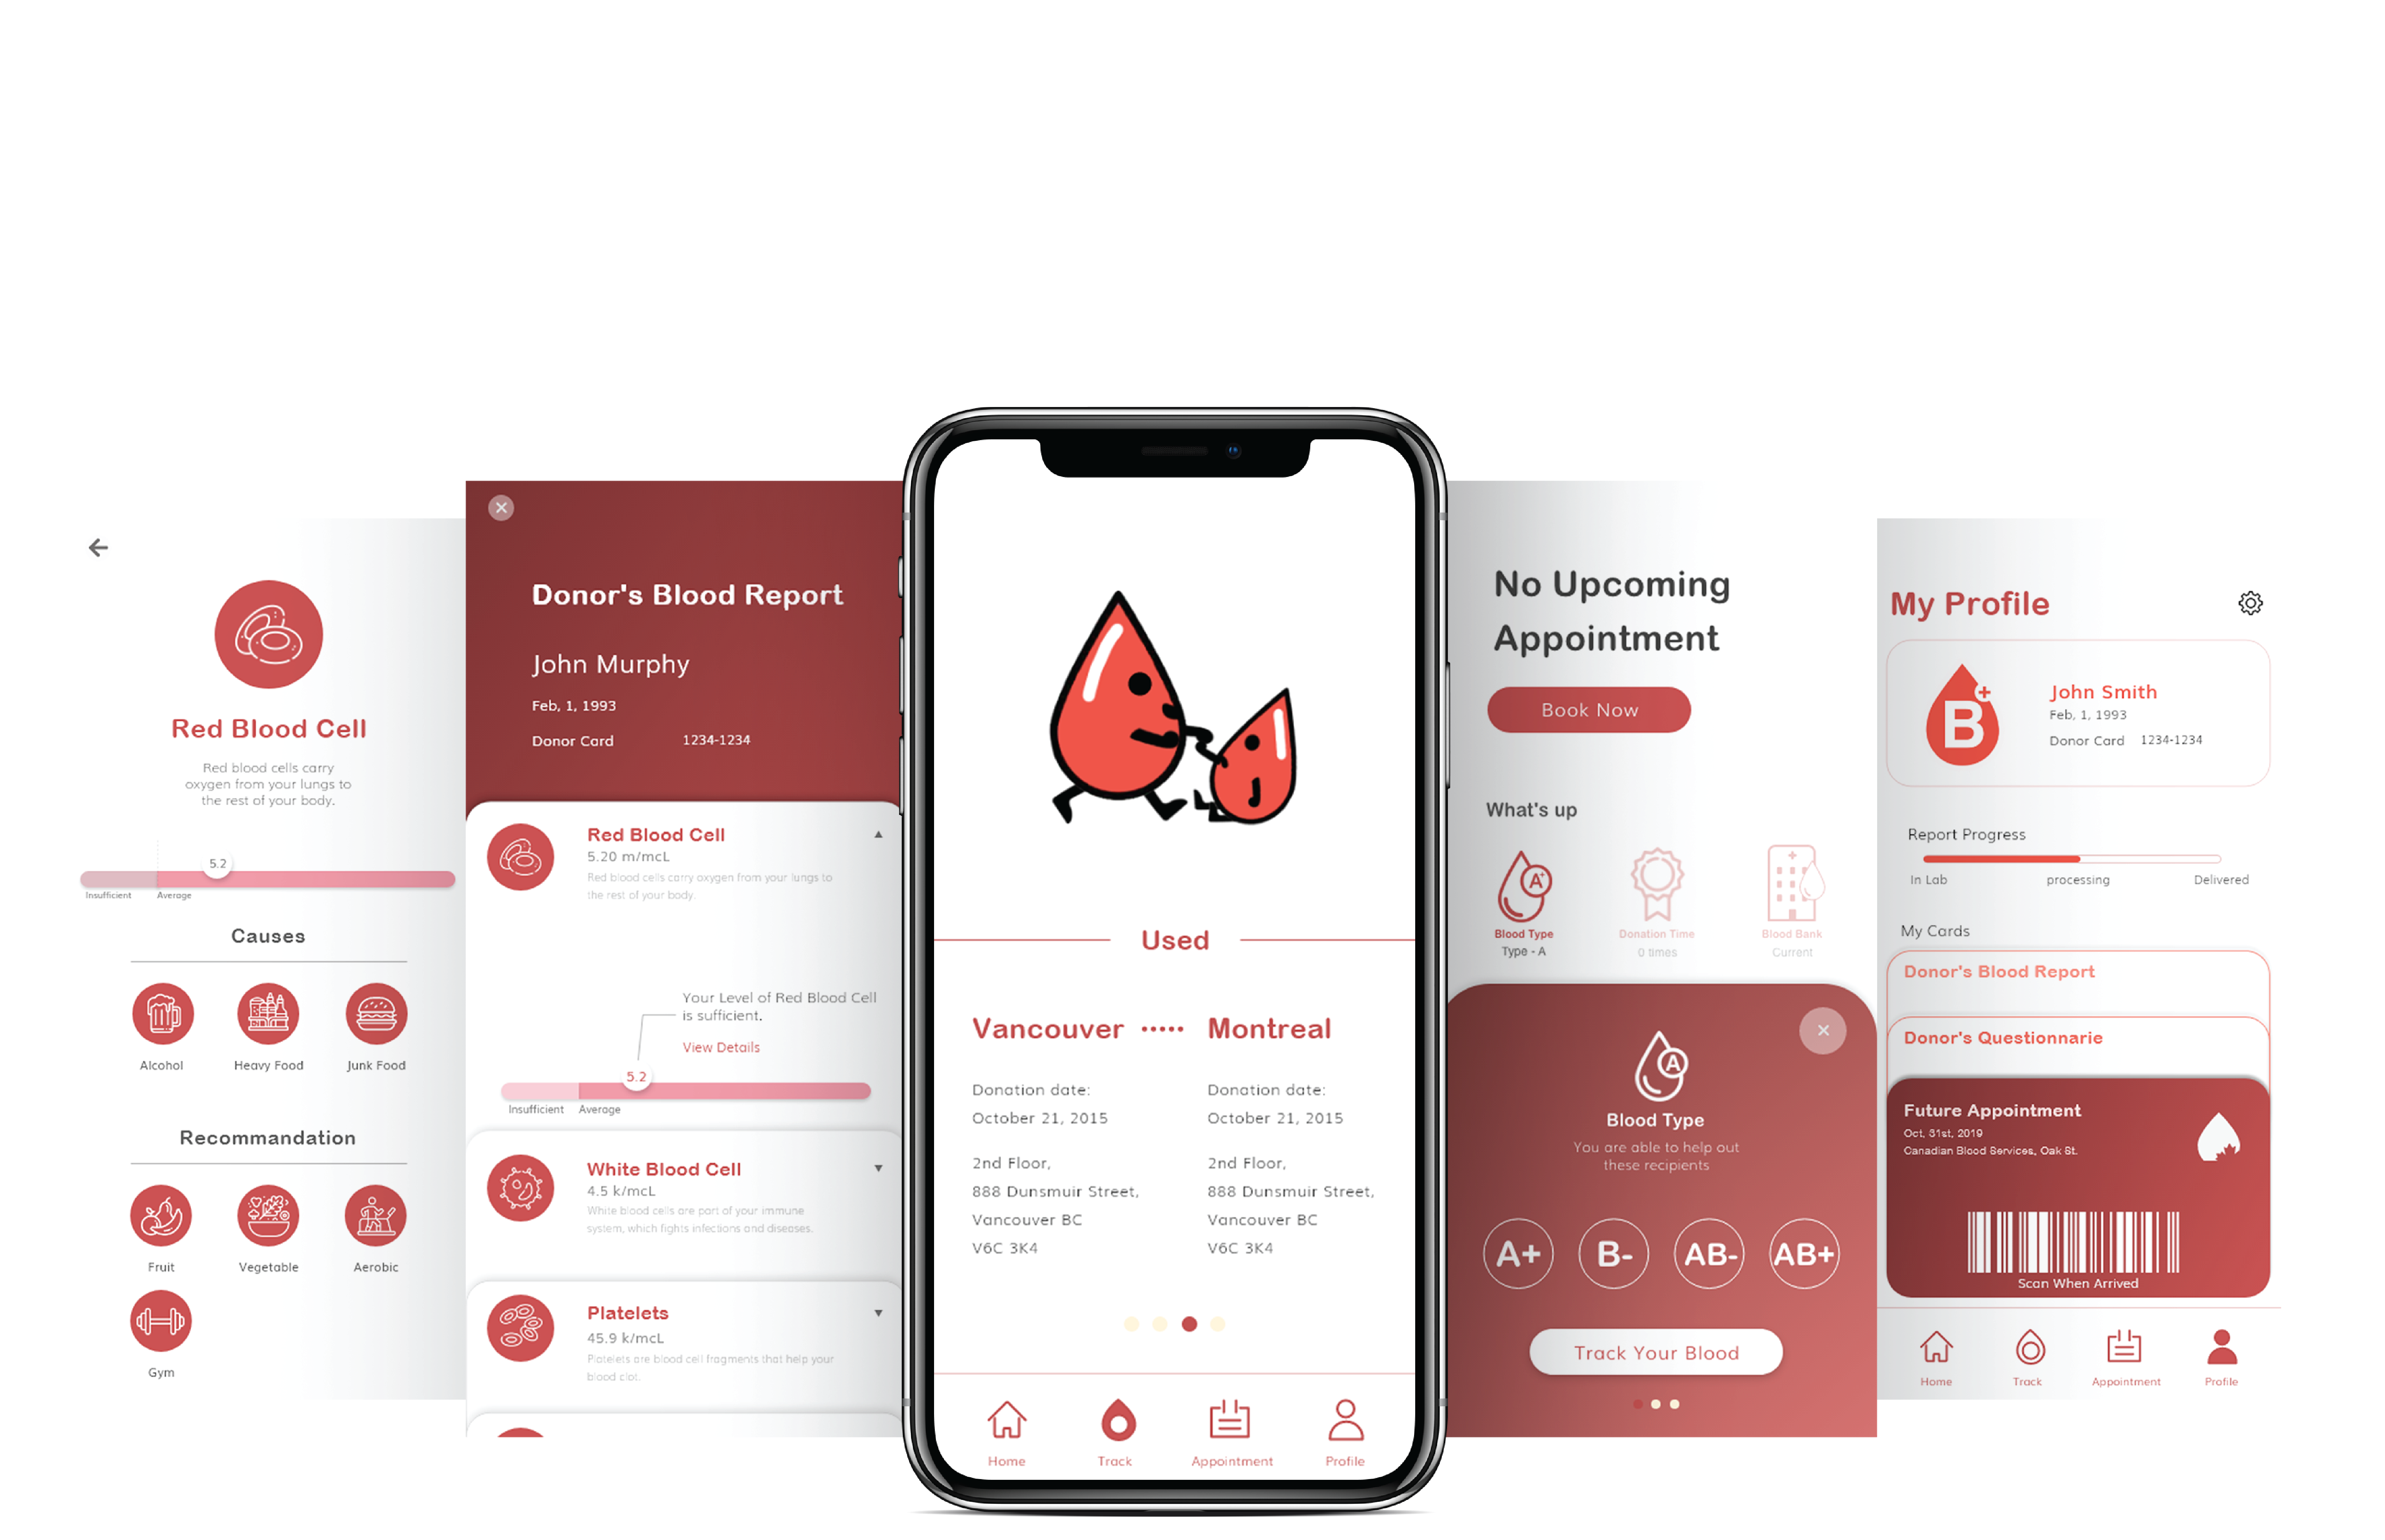 Red Blood Cell
Red blood cells carry
oxygen from your lungs to
the rest of your body.
5.2
Insufficient Average
Causes
Alcohol Heavy Food Junk Food
Recommandation
Fruit Vegetable Aerobic
Gym
Donor's Blood Report
John Murphy
Feb, 1, 1993
Donor Card 1234-1234
Red Blood Cell
5.20 m/mcL
Red blood cells carry oxygen from your lungs to
the rest of your body.
Your Level of Red Blood Cell
is sufficient.
View Details
5.2
Insufficient Average
White Blood Cell
4.5 k/mcL
White blood cells are part of your immune
system, which fights infections and diseases.
Platelets
45.9 k/mcL
Platelets are blood cell fragments that help your
blood clot.
Used
Vancouver ····· Montreal
Donation date: Donation date:
October 21, 2015 October 21, 2015
2nd Floor, 2nd Floor,
888 Dunsmuir Street, 888 Dunsmuir Street,
Vancouver BC Vancouver BC
V6C 3K4 V6C 3K4
Home Track Appointment Profile
No Upcoming
Appointment
Book Now
What's up
A+
Blood Type Donation Time Blood Bank
Type - A 0 times Current
A
Blood Type
You are able to help out
these recipients
A+ B- AB- AB+
Track Your Blood
My Profile
B+
John Smith
Feb, 1, 1993
Donor Card 1234-1234
Report Progress
In Lab processing Delivered
My Cards
Donor's Blood Report
Donor's Questionnarie
Future Appointment
Oct, 31st, 2019
Canadian Blood Services, Oak St.
Scan When Arrived
Home Track Appointment Profile